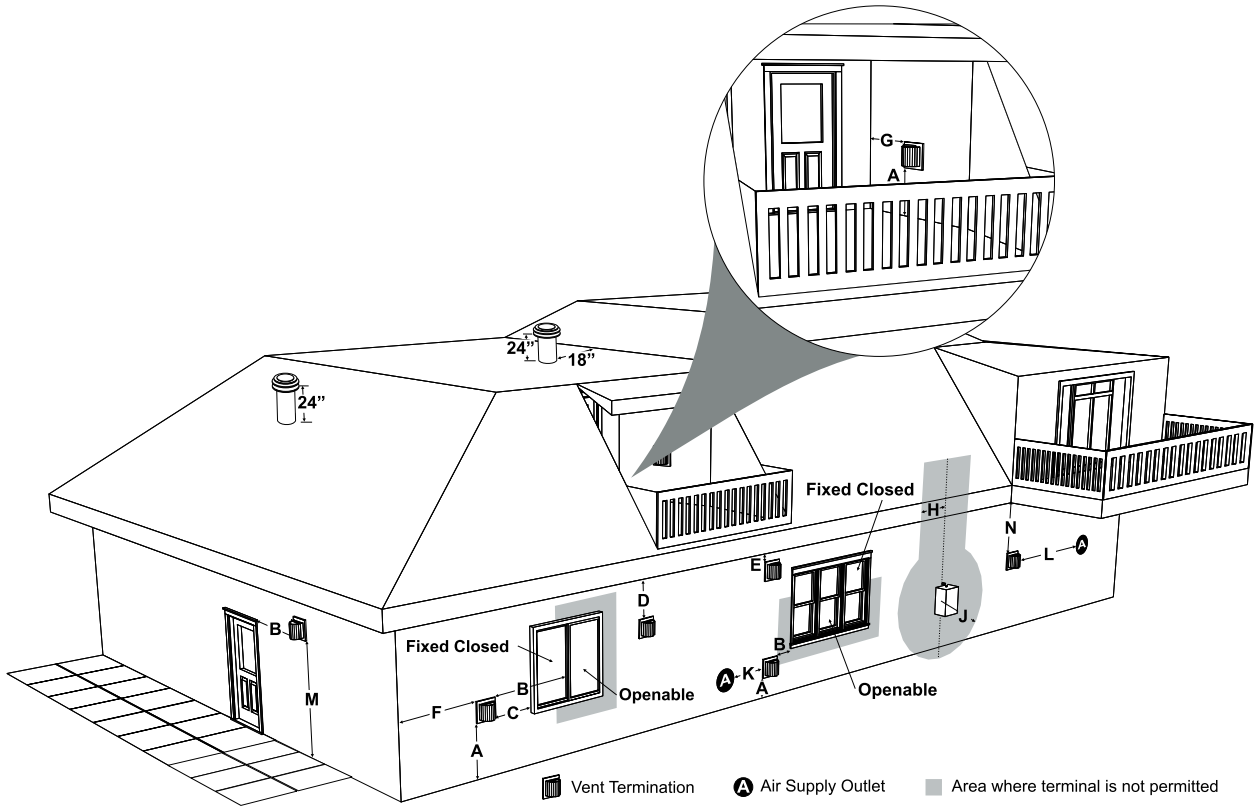 G
A
24”
18”
24”
Fixed Closed
H
N
L
A
E
D
J
B
Fixed Closed
B
K
A
A
Openable
B
Openable
M
F
C
A
Vent Termination
A Air Supply Outlet
Area where terminal is not permitted